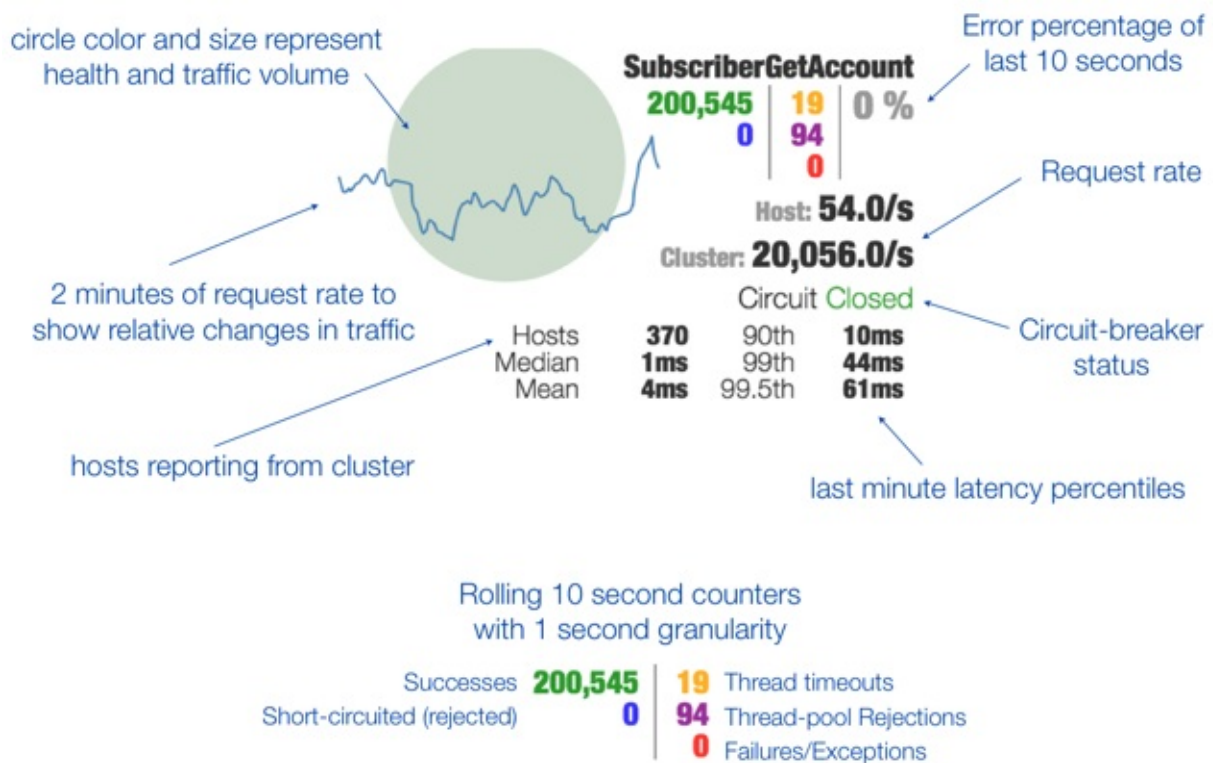 circle color and size represent
health and traffic volume
Error percentage of
last 10 seconds
SubscriberGetAccount
200,545 19 0 %
0 94
0
Request rate
Host: 54.0/s
Cluster: 20,056.0/s
2 minutes of request rate to
show relative changes in traffic
Circuit Closed
Circuit-breaker
status
Hosts 370 90th 10ms
Median 1ms 99th 44ms
Mean 4ms 99.5th 61ms
hosts reporting from cluster
last minute latency percentiles
Rolling 10 second counters
with 1 second granularity
Successes 200,545 19 Thread timeouts
Short-circuited (rejected) 0 94 Thread-pool Rejections
0 Failures/Exceptions